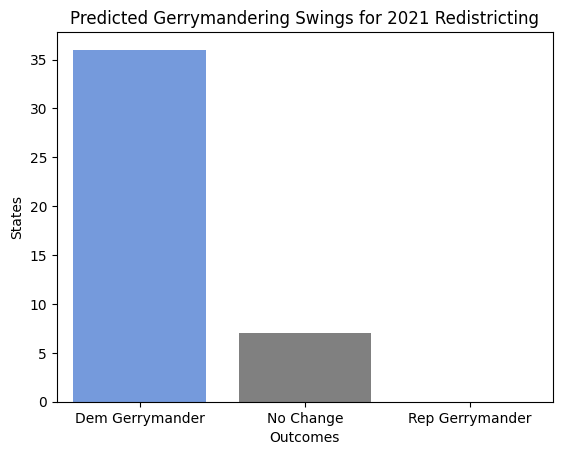 Predicted Gerrymandering Swings for 2021 Redistricting
35
30
25
20
15
10
5
0
States
Dem Gerrymander No Change Rep Gerrymander
Outcomes